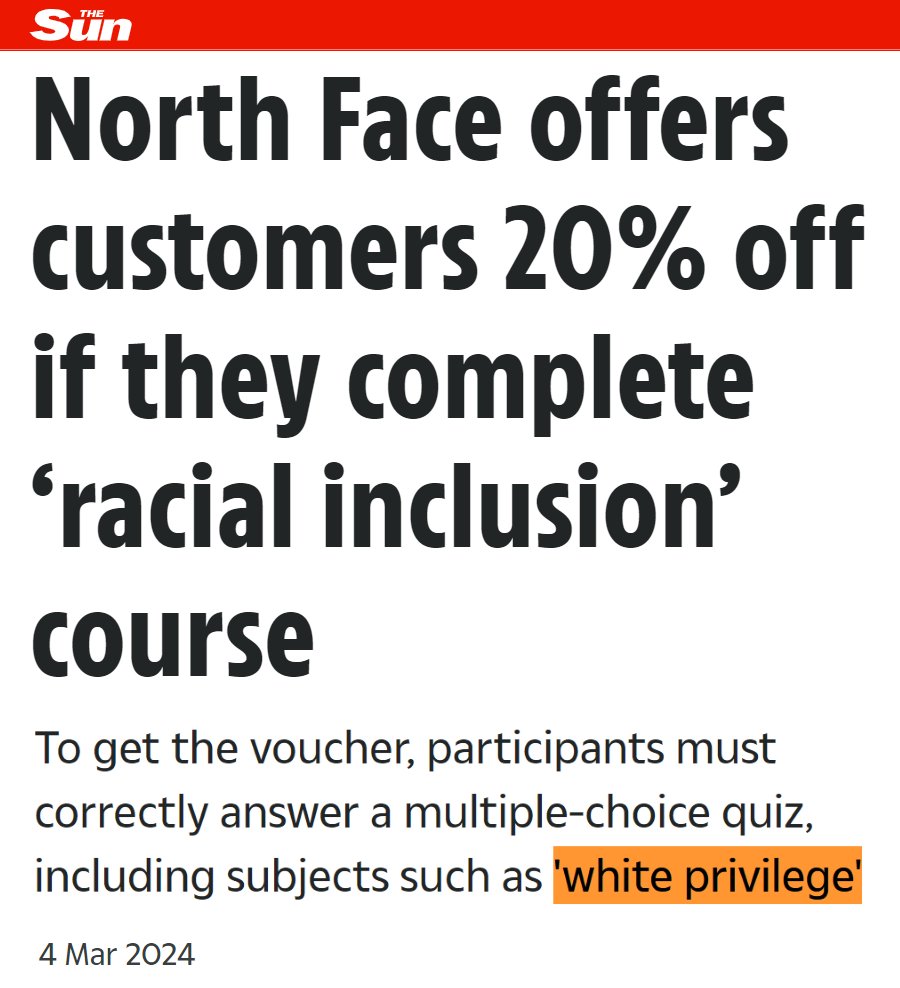 THE Sun
North Face offers
customers 20% off
if they complete
‘racial inclusion’
course
To get the voucher, participants must
correctly answer a multiple-choice quiz,
including subjects such as 'white privilege'
4 Mar 2024